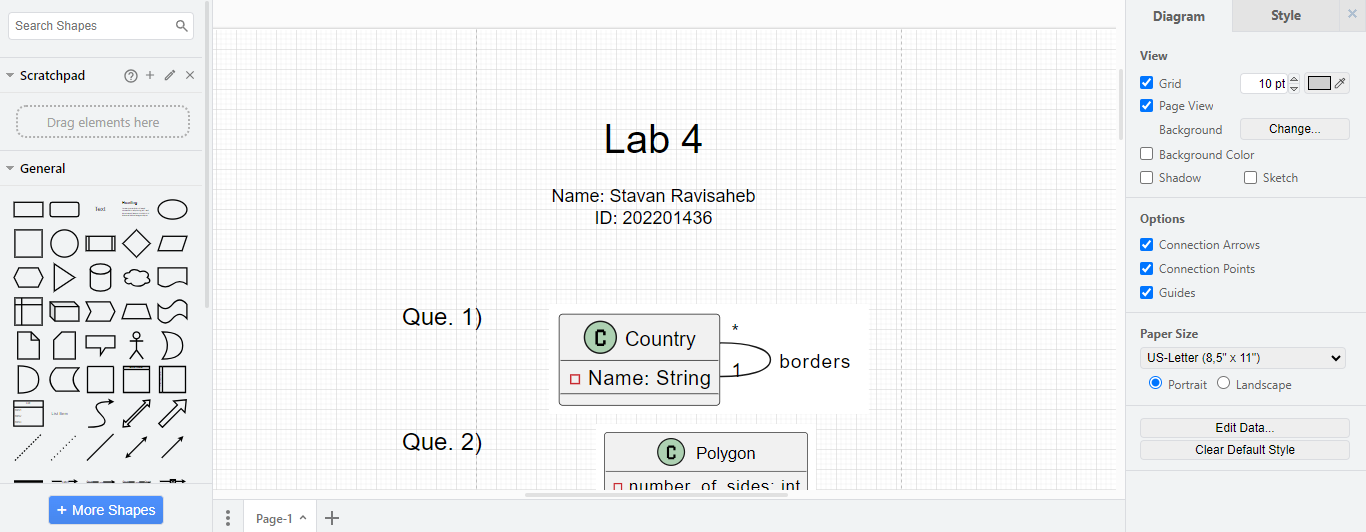 Search Shapes
Scratchpad
Drag elements here
General
Text
Heading
+ More Shapes
Lab 4
Name: Stavan Ravisaheb
ID: 202201436
Que. 1)
C Country
Name: String
*
1
borders
Que. 2)
C Polygon
number_of_sides: int
Page-1
Diagram
Style
View
Grid
10 pt
Page View
Background
Change...
Background Color
Shadow
Sketch
Options
Connection Arrows
Connection Points
Guides
Paper Size
US-Letter (8,5" x 11")
Portrait
Landscape
Edit Data...
Clear Default Style